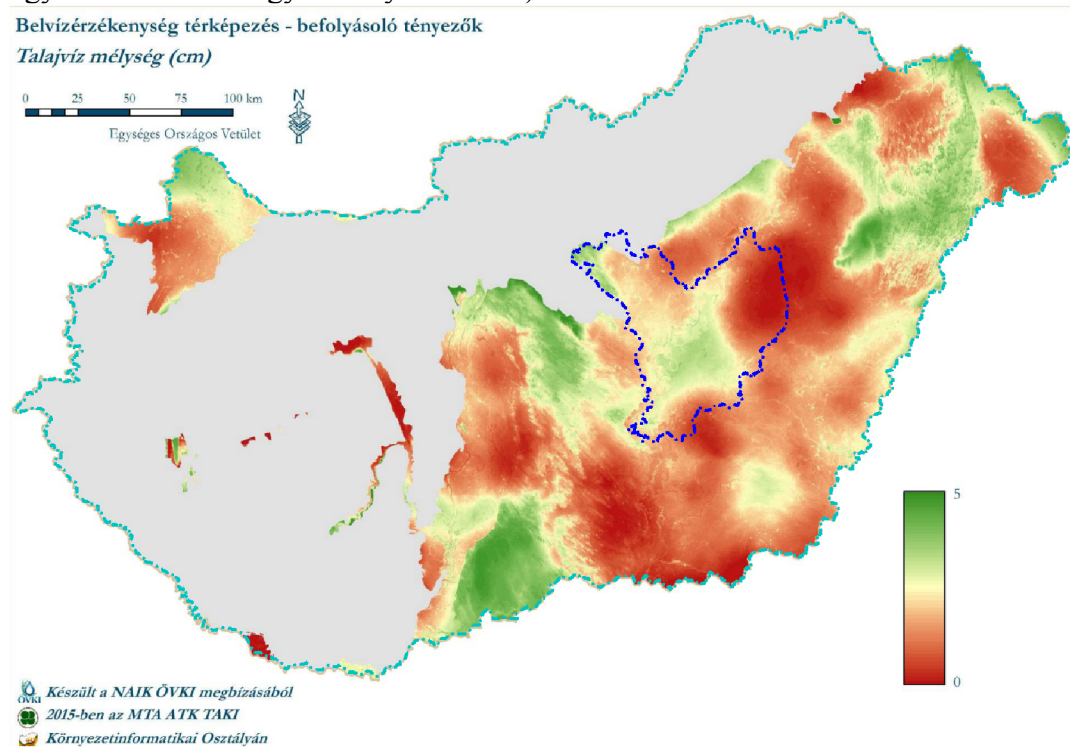 Belvízérzékenység térképezés - befolyásoló tényezők
Talajvíz mélység (cm)
0 25 50 75 100 km
N
Egységes Országos Vetület
5
0
ÖVKI
Készült a NAIK ÖVKI megbízásából
2015-ben az MTA ATK TAKI
Környezetinformatikai Osztályán